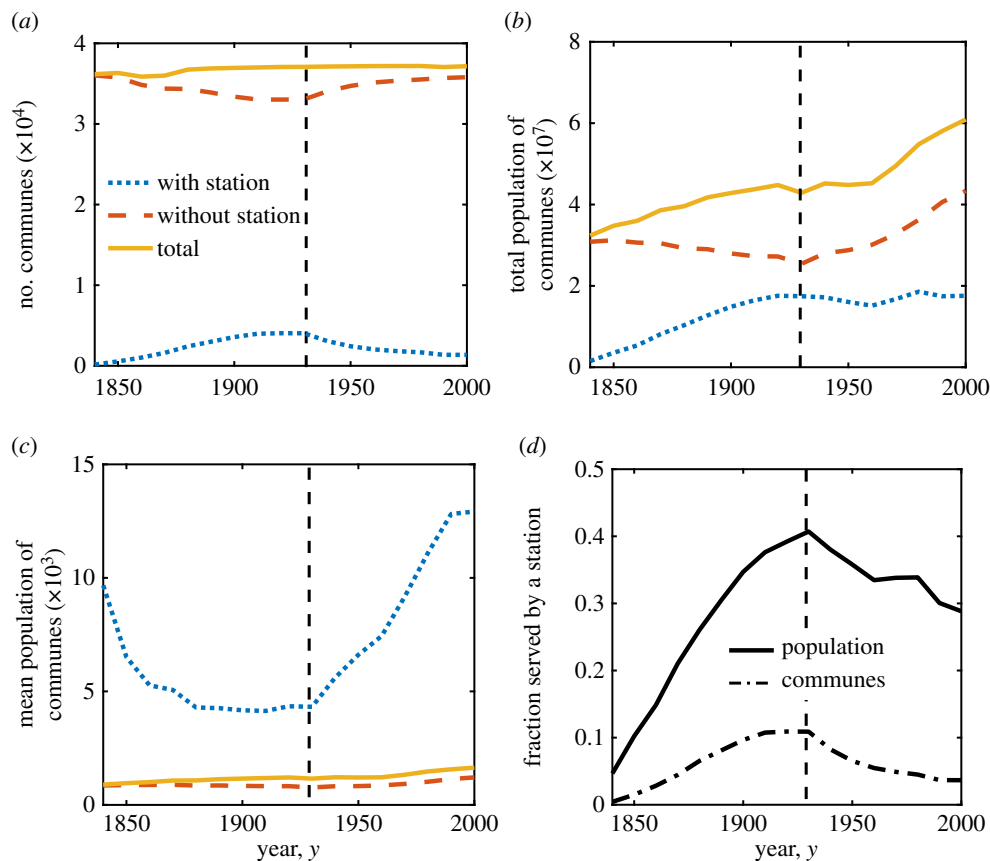 (a)
4
3
2
1
0
no. communes (×10⁴)
with station
without station
total
1850
1900
1950
2000
(b)
8
6
4
2
0
total population of
communes (×10⁷)
1850
1900
1950
2000
(c)
15
10
5
0
mean population of
communes (×10³)
1850
1900
1950
2000
year, y
(d)
0.5
0.4
0.3
0.2
0.1
0
fraction served by a station
population
communes
1850
1900
1950
2000
year, y